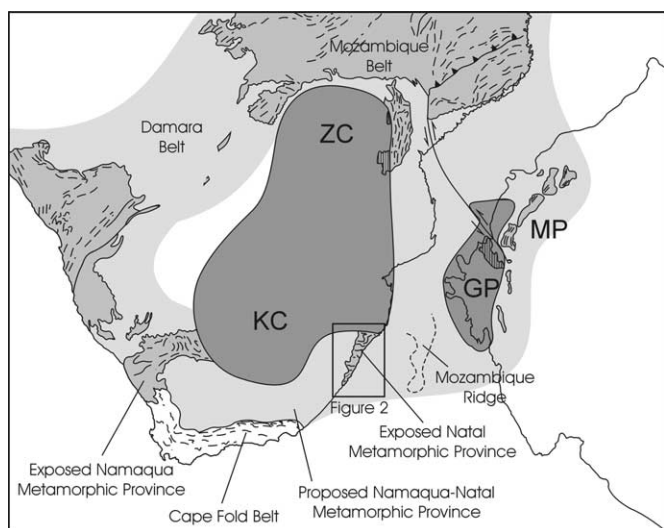 Mozambique
Belt
Damara
Belt
ZC
MP
GP
KC
Mozambique
Ridge
Figure 2
Exposed Natal
Metamorphic Province
Exposed Namaqua
Metamorphic Province
Proposed Namaqua-Natal
Metamorphic Province
Cape Fold Belt